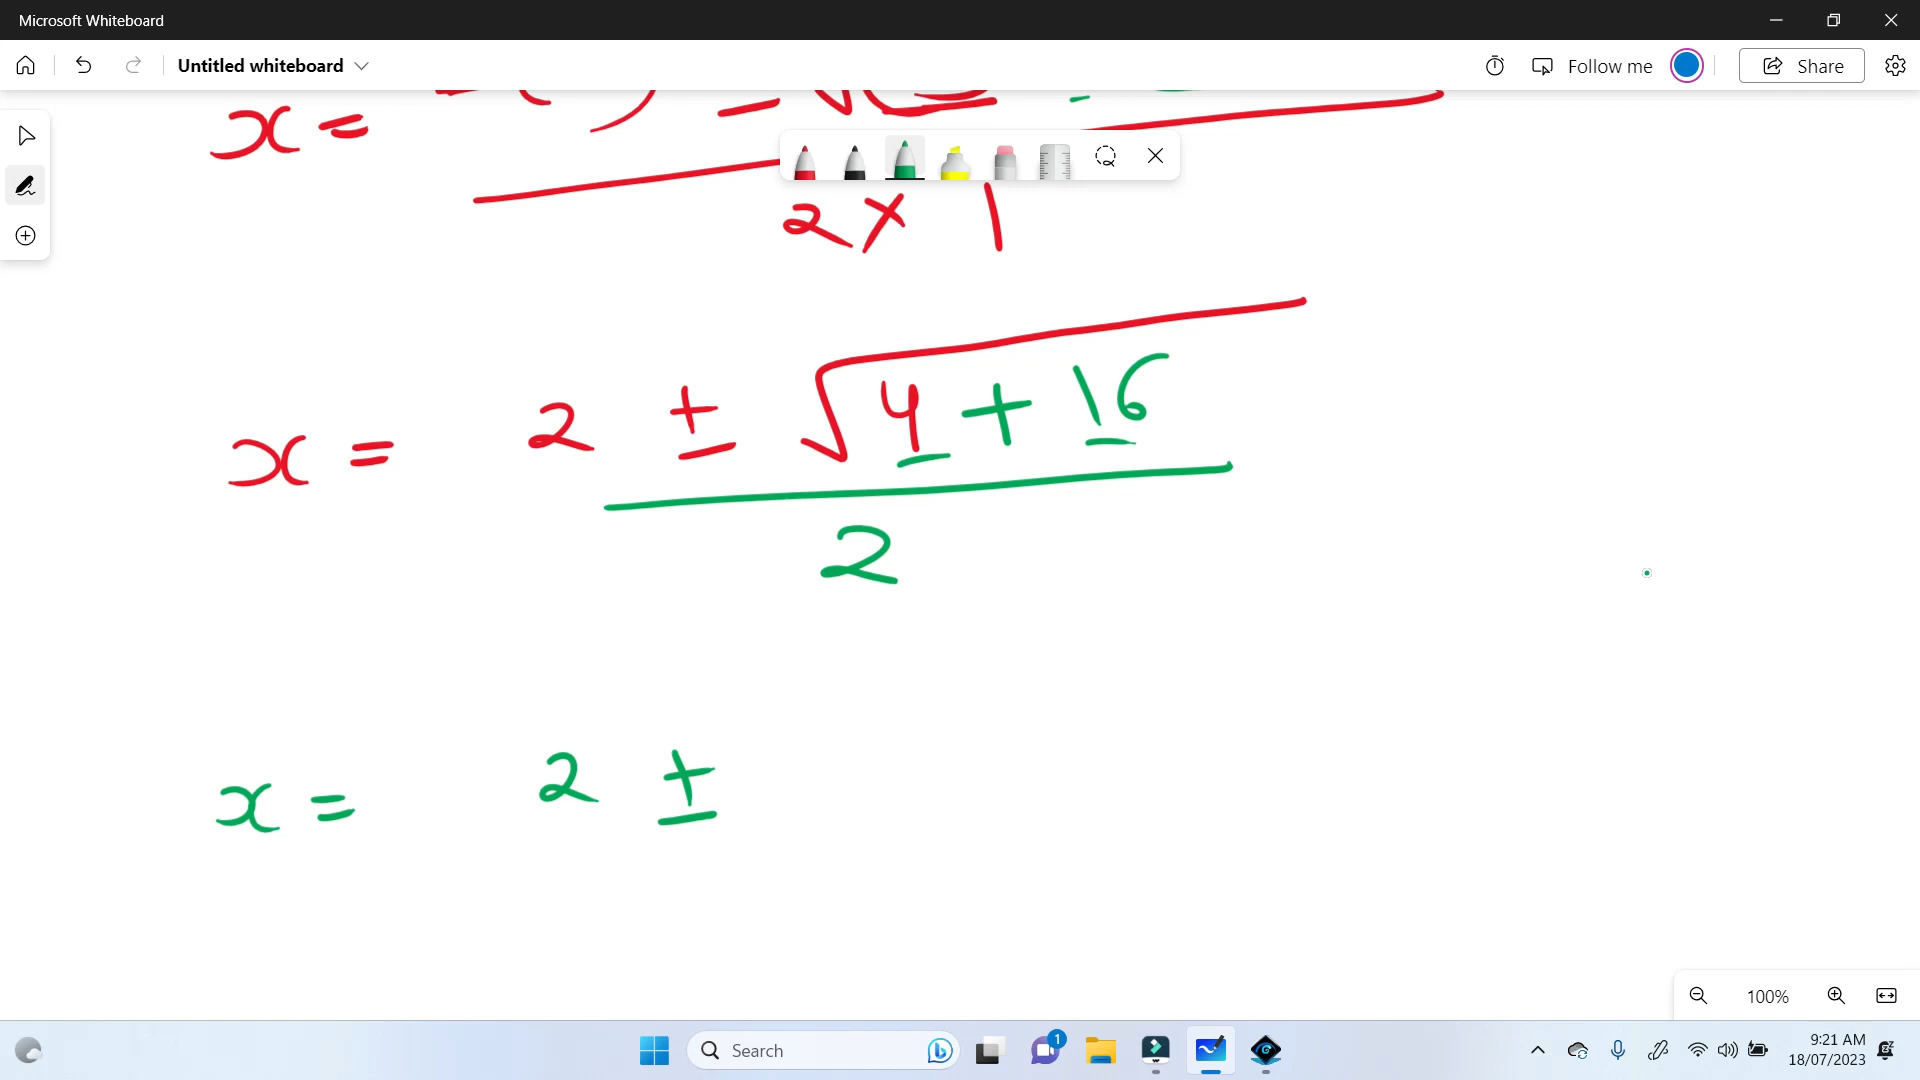 Microsoft Whiteboard
Untitled whiteboard
Follow me
Share
x =
2 × 1
x = 2 ± √4 + 16
2
x = 2 ±
100%
Search
1
9:21 AM
18/07/2023